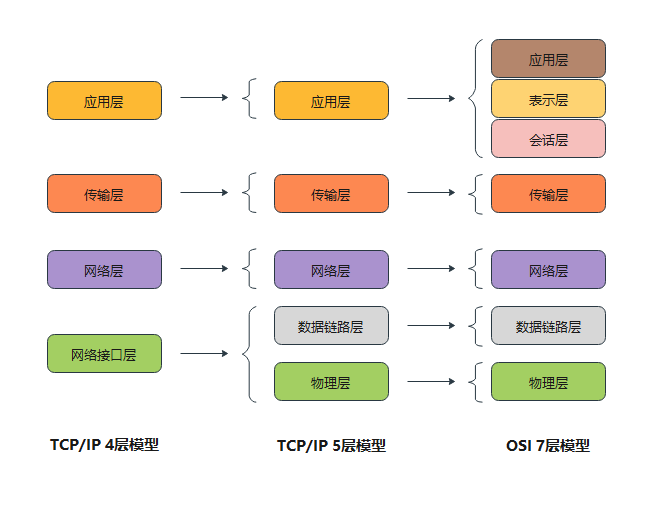 应用层
应用层
应用层
表示层
会话层
传输层
传输层
传输层
网络层
网络层
网络层
网络接口层
数据链路层
数据链路层
物理层
物理层
TCP/IP 4层模型
TCP/IP 5层模型
OSI 7层模型